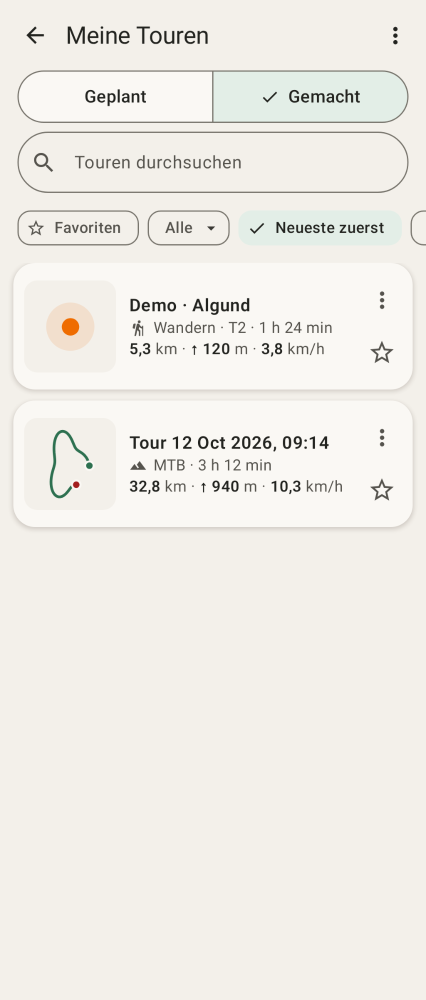 Meine Touren
Geplant
Gemacht
Touren durchsuchen
Favoriten
Alle
Neueste zuerst
Demo · Algund
Wandern · T2 · 1 h 24 min
5,3 km · ↑ 120 m · 3,8 km/h
Tour 12 Oct 2026, 09:14
MTB · 3 h 12 min
32,8 km · ↑ 940 m · 10,3 km/h